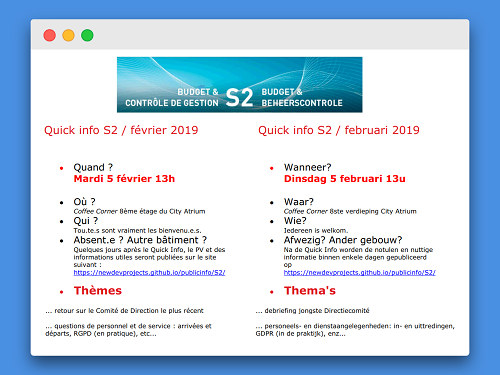 BUDGET &
CONTRÔLE DE GESTION
S2
BUDGET &
BEHEERSCONTROLE
Quick info S2 / février 2019
Quand ?
Mardi 5 février 13h
Où ?
Coffee Corner 8ème étage du City Atrium
Qui ?
Tou.te.s sont vraiment les bienvenu.e.s.
Absent.e ? Autre bâtiment ?
Quelques jours après le Quick Info, le PV et des
informations utiles seront publiées sur le site
suivant :
https://newdevprojects.github.io/publicinfo/S2/
Thèmes
... retour sur le Comité de Direction le plus récent
... questions de personnel et de service : arrivées et
départs, RGPD (en pratique), etc...
Quick info S2 / februari 2019
Wanneer?
Dinsdag 5 februari 13u
Waar?
Coffee Corner 8ste verdieping City Atrium
Wie?
Iedereen is welkom.
Afwezig? Ander gebouw?
Na de Quick Info worden de notulen en nuttige
informatie binnen enkele dagen gepubliceerd
op
https://newdevprojects.github.io/publicinfo/S2/
Thema's
... debriefing jongste Directiecomité
... personeels- en dienstaangelegenheden: in- en uittredingen,
GDPR (in de praktijk), enz...